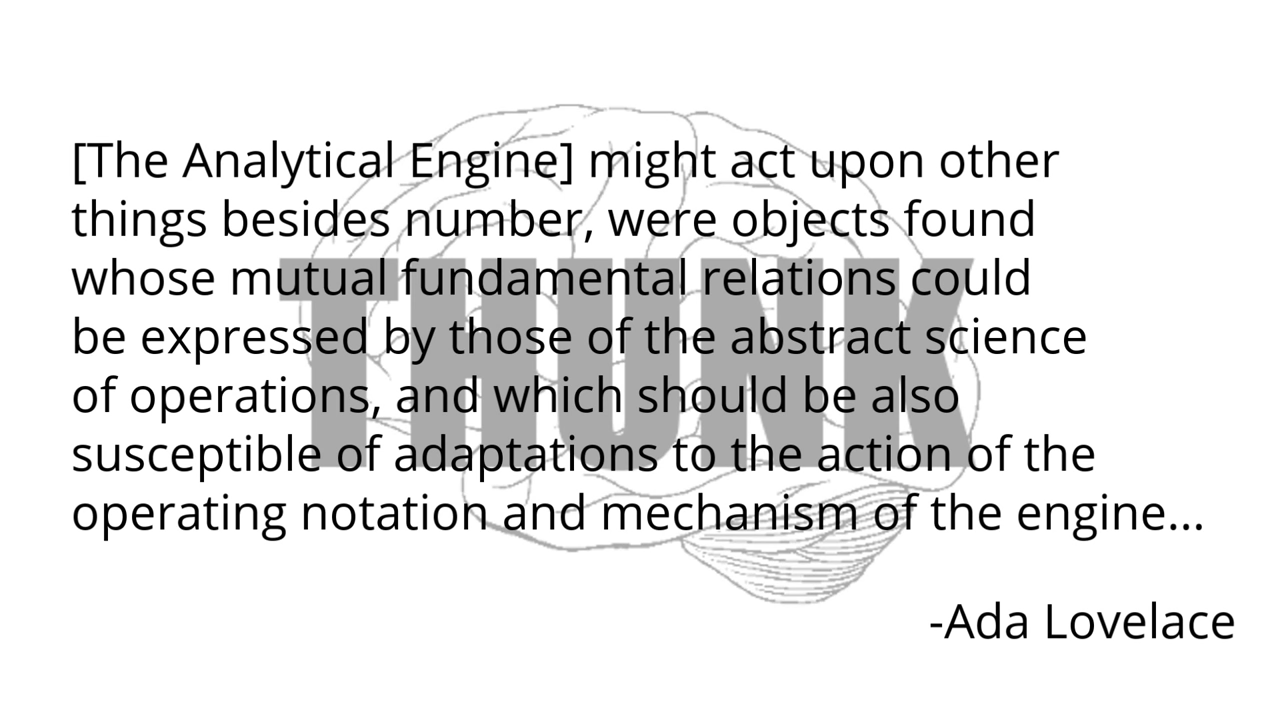 [The Analytical Engine] might act upon other
things besides number, were objects found
whose mutual fundamental relations could
be expressed by those of the abstract science
of operations, and which should be also
susceptible of adaptations to the action of the
operating notation and mechanism of the engine...
-Ada Lovelace
THUNK